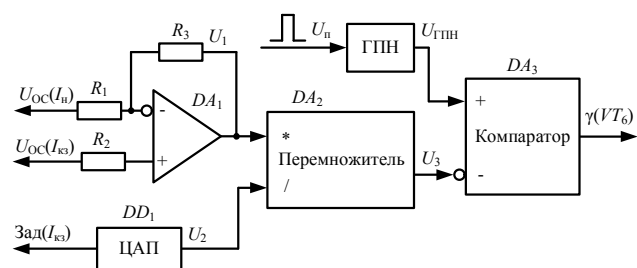 R₃ U₁
Uп
ГПН
UГПН
UОС(Iн)
R₁
-
DA₁
DA₂
DA₃
+
UОС(Iкз)
R₂
+
*
Перемножитель
/
U₃
Компаратор
-
γ(VT₆)
DD₁
Зад(Iкз)
ЦАП
U₂